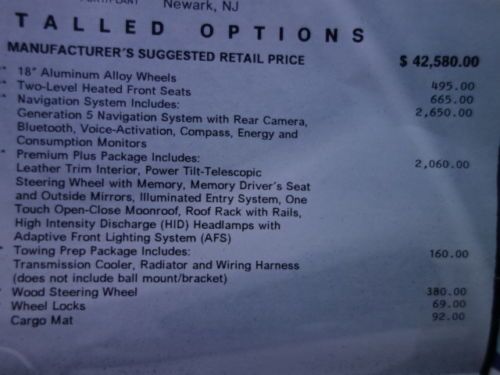 Newark, NJ
TALLED OPTIONS
MANUFACTURER'S SUGGESTED RETAIL PRICE $ 42,580.00
18" Aluminum Alloy Wheels 495.00
Two-Level Heated Front Seats 665.00
Navigation System Includes: 2,650.00
Generation 5 Navigation System with Rear Camera,
Bluetooth, Voice-Activation, Compass, Energy and
Consumption Monitors
Premium Plus Package Includes: 2,060.00
Leather Trim Interior, Power Tilt-Telescopic
Steering Wheel with Memory, Memory Driver's Seat
and Outside Mirrors, Illuminated Entry System, One
Touch Open-Close Moonroof, Roof Rack with Rails,
High Intensity Discharge (HID) Headlamps with
Adaptive Front Lighting System (AFS)
Towing Prep Package Includes: 160.00
Transmission Cooler, Radiator and Wiring Harness
(does not include ball mount/bracket)
Wood Steering Wheel 380.00
Wheel Locks 69.00
Cargo Mat 92.00